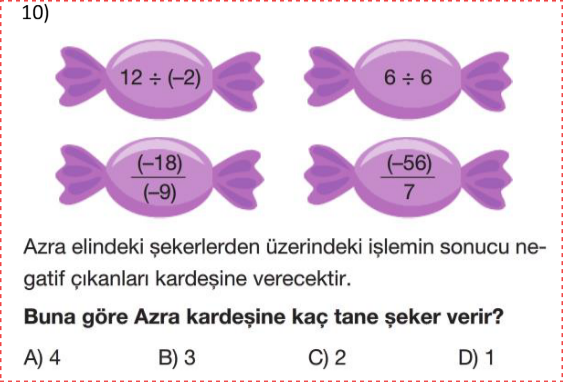 10)
12 ÷ (–2)
6 ÷ 6
(–18)
(–9)
(–56)
7
Azra elindeki şekerlerden üzerindeki işlemin sonucu ne-
gatif çıkanları kardeşine verecektir.
Buna göre Azra kardeşine kaç tane şeker verir?
A) 4 B) 3 C) 2 D) 1